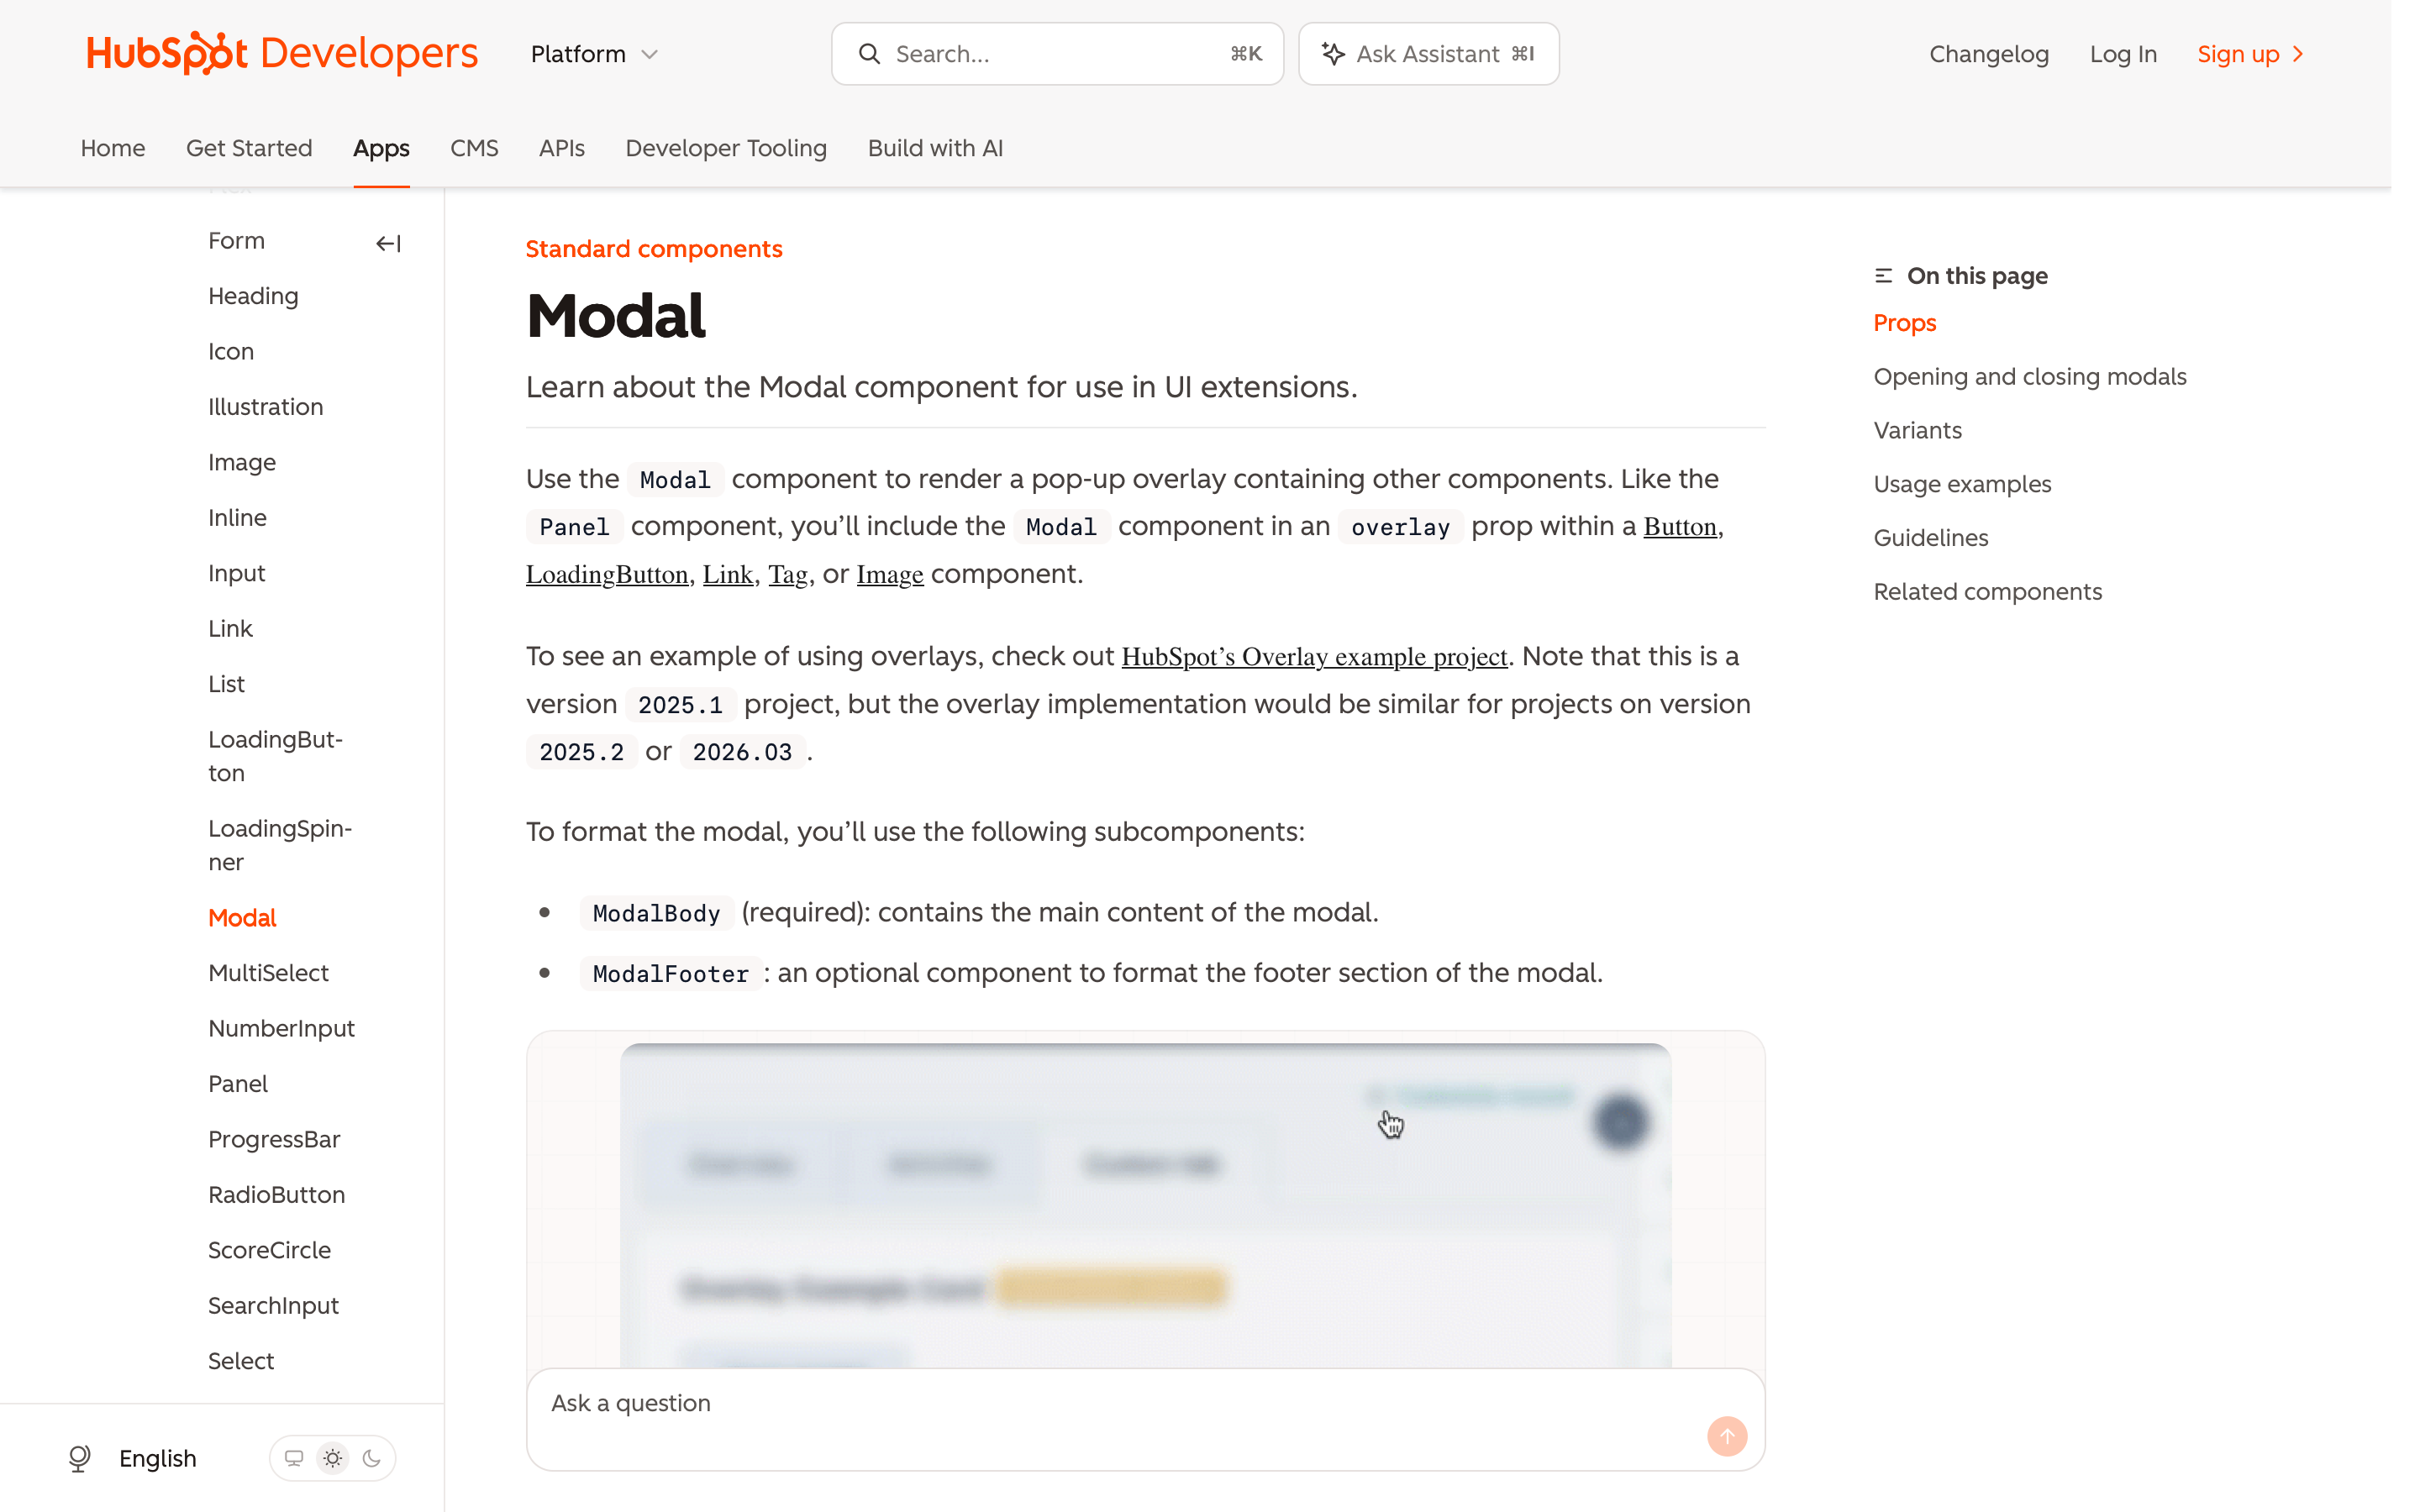 HubSpot Developers
Platform
Search...
⌘K
Ask Assistant ⌘I
Changelog
Log In
Sign up
Home
Get Started
Apps
CMS
APIs
Developer Tooling
Build with AI
Form
Heading
Icon
Illustration
Image
Inline
Input
Link
List
LoadingBut-
ton
LoadingSpin-
ner
Modal
MultiSelect
NumberInput
Panel
ProgressBar
RadioButton
ScoreCircle
SearchInput
Select
English
Standard components
Modal
Learn about the Modal component for use in UI extensions.
Use the Modal component to render a pop-up overlay containing other components. Like the
Panel component, you’ll include the Modal component in an overlay prop within a Button,
LoadingButton, Link, Tag, or Image component.
To see an example of using overlays, check out HubSpot’s Overlay example project. Note that this is a
version 2025.1 project, but the overlay implementation would be similar for projects on version
2025.2 or 2026.03.
To format the modal, you’ll use the following subcomponents:
• ModalBody (required): contains the main content of the modal.
• ModalFooter: an optional component to format the footer section of the modal.
Overlay Example Card
Ask a question
On this page
Props
Opening and closing modals
Variants
Usage examples
Guidelines
Related components